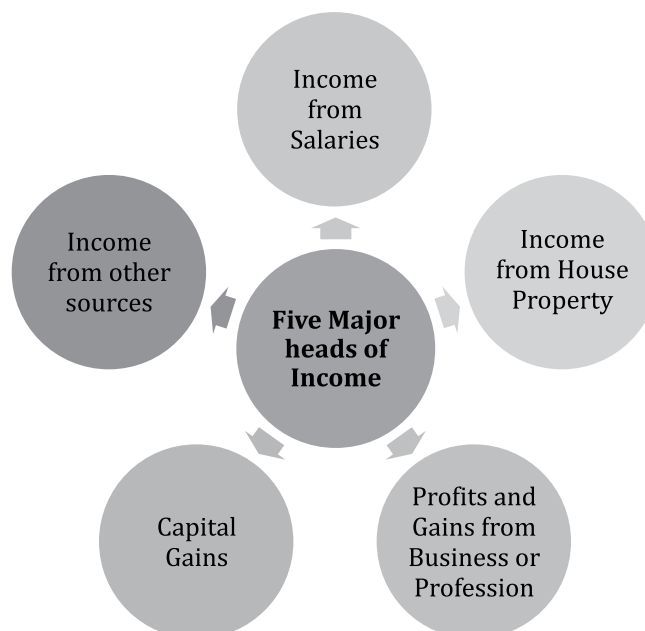 Income
from
Salaries
Income
from other
sources
Income
from House
Property
Five Major
heads of
Income
Capital
Gains
Profits and
Gains from
Business or
Profession